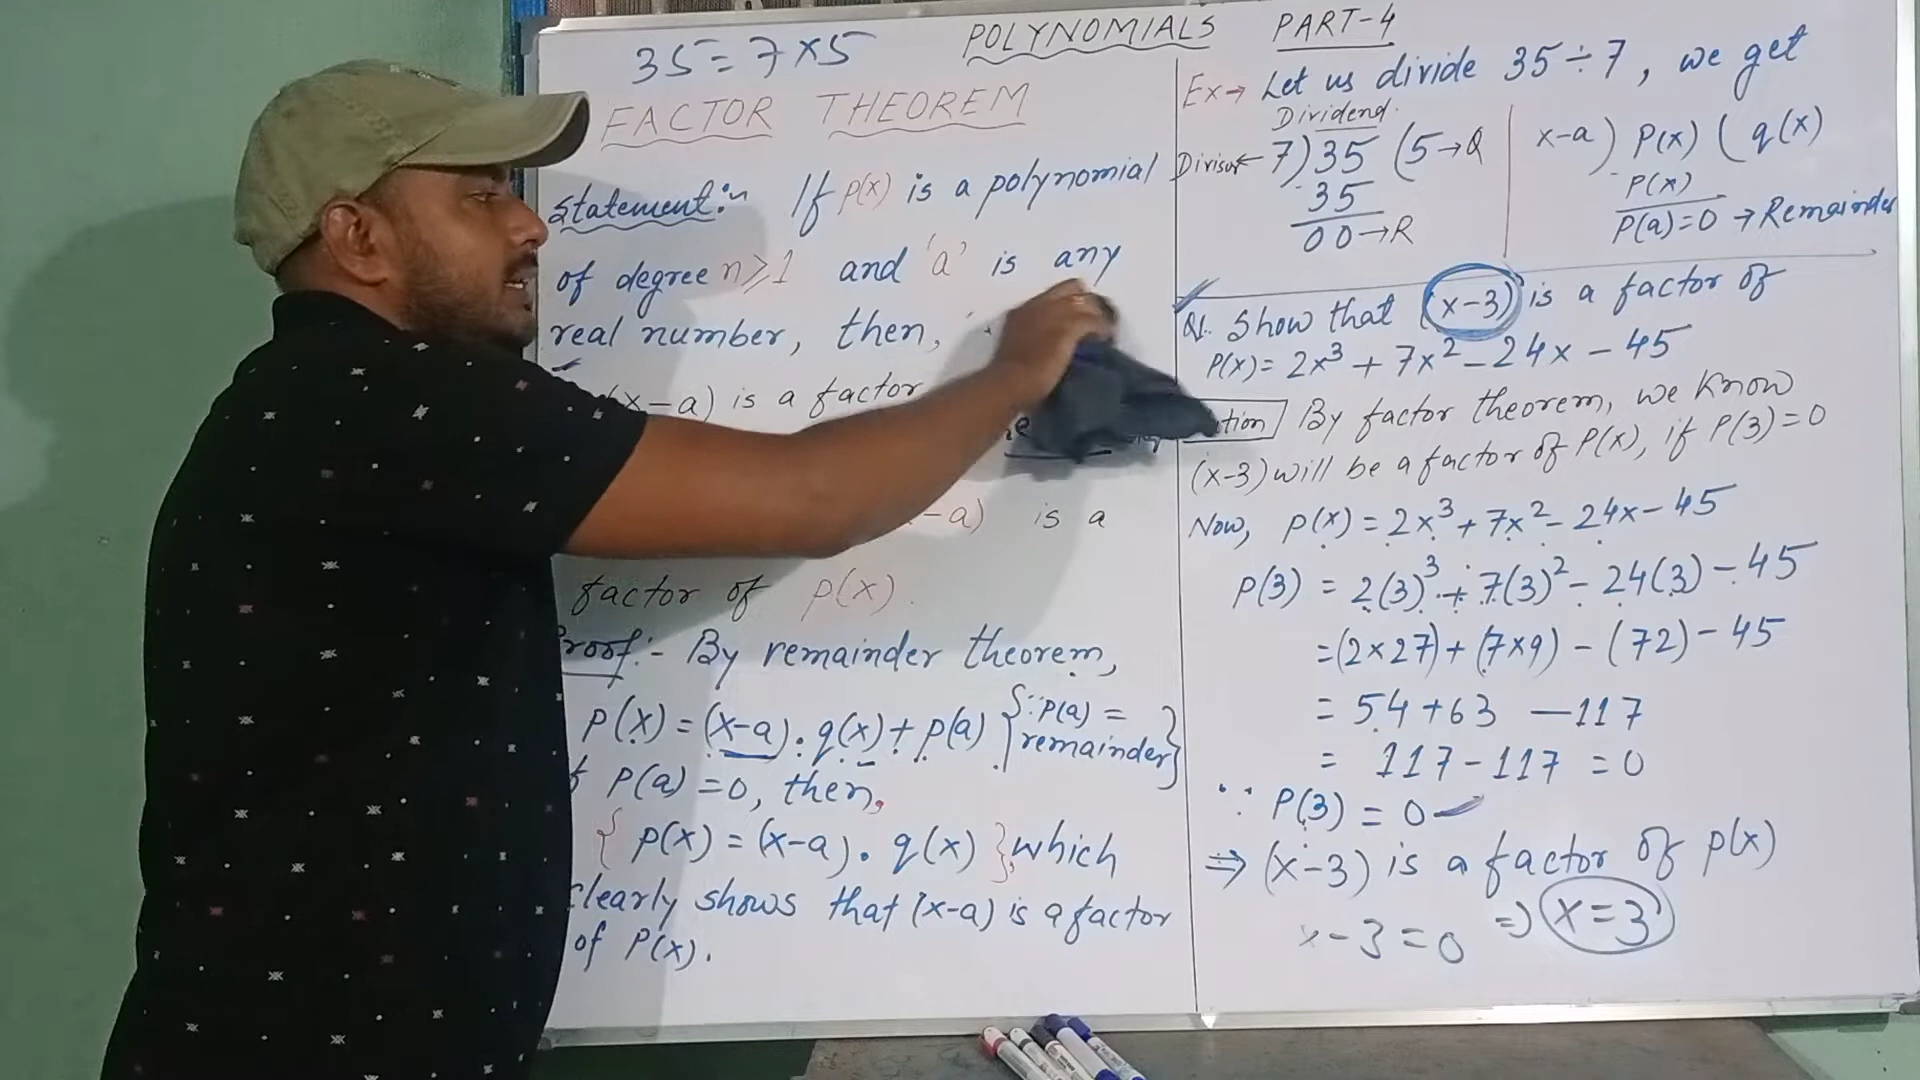 POLYNOMIALS PART-4
35 = 7 × 5
FACTOR THEOREM
Statement:- If p(x) is a polynomial
of degree n ≥ 1 and 'a' is any
real number, then,
(x-a) is a factor
-a) is a
factor of p(x).
Proof:- By remainder theorem,
p(x) = (x-a). q(x) + p(a) {∵ p(a) =
remainder}
P(a) = 0, then,
{ p(x) = (x-a). q(x) }, which
clearly shows that (x-a) is a factor
of P(x).
Ex→ Let us divide 35 ÷ 7, we get
Dividend.
Divisor← 7)35 (5→Q
35
00→R
x-a) P(x) ( q(x)
- P(x)
P(a)=0 → Remainder
Q1. Show that (x-3) is a factor of
P(x) = 2x³ + 7x² - 24x - 45
tion] By factor theorem, we know
(x-3) will be a factor of P(x), if P(3) = 0
Now, p(x) = 2x³ + 7x² - 24x - 45
P(3) = 2(3)³ + 7(3)² - 24(3) - 45
= (2×27) + (7×9) - (72) - 45
= 54 + 63 - 117
= 117 - 117 = 0
∵ P(3) = 0
⇒ (x-3) is a factor of p(x)
x-3 = 0 ⇒ x = 3